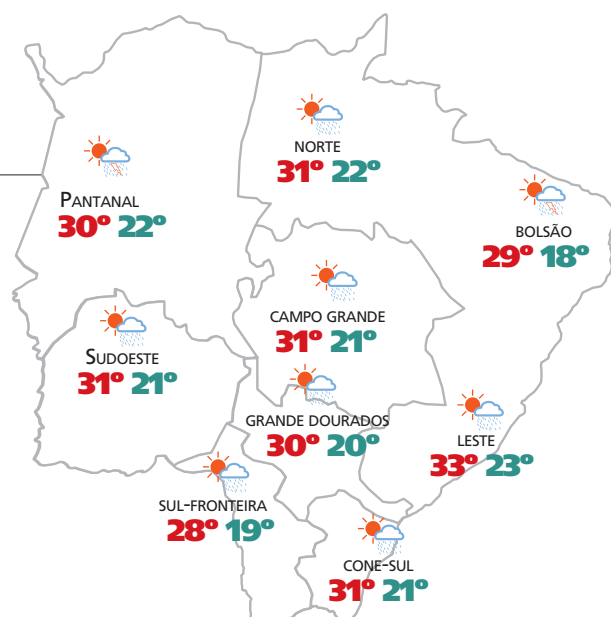 NORTE
31º 22º
PANTANAL
30º 22º
BOLSÃO
29º 18º
CAMPO GRANDE
31º 21º
SUDOESTE
31º 21º
GRANDE DOURADOS
30º 20º
LESTE
33º 23º
SUL-FRONTEIRA
28º 19º
CONE-SUL
31º 21º